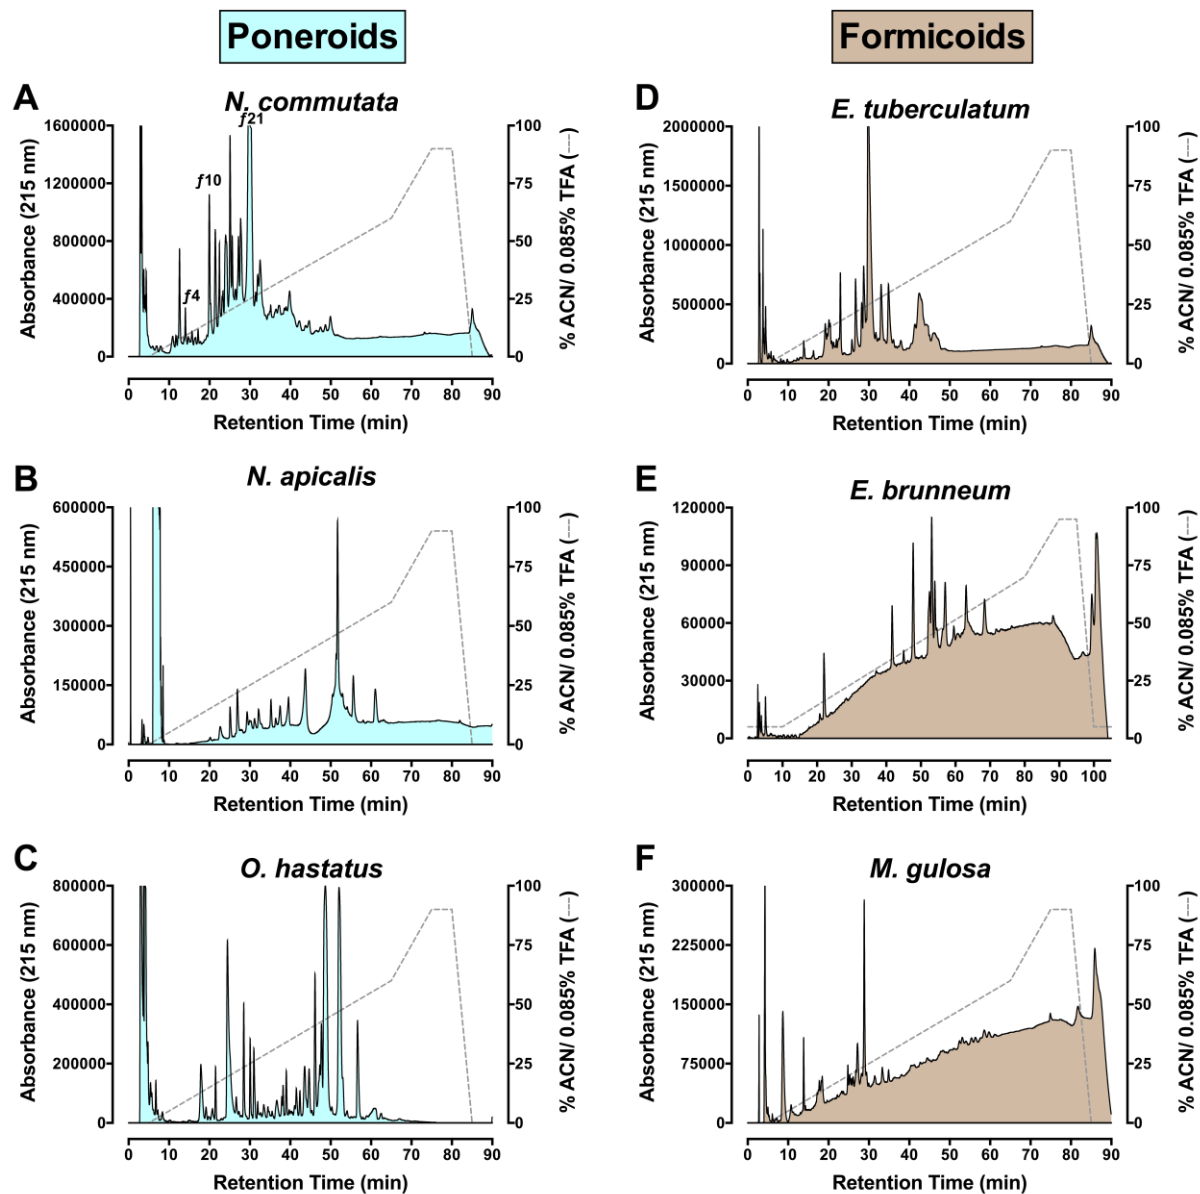 Poneroids
Formicoids
A
N. commutata
ƒ21
ƒ10
ƒ4
Absorbance (215 nm)
1600000
1200000
800000
400000
0
100
75
50
25
0
% ACN/ 0.085% TFA (---)
0 10 20 30 40 50 60 70 80 90
Retention Time (min)
D
E. tuberculatum
Absorbance (215 nm)
2000000
1500000
1000000
500000
0
100
75
50
25
0
% ACN/ 0.085% TFA (---)
0 10 20 30 40 50 60 70 80 90
Retention Time (min)
B
N. apicalis
Absorbance (215 nm)
600000
450000
300000
150000
0
100
75
50
25
0
% ACN/ 0.085% TFA (---)
0 10 20 30 40 50 60 70 80 90
Retention Time (min)
E
E. brunneum
Absorbance (215 nm)
120000
90000
60000
30000
0
100
75
50
25
0
% ACN/ 0.085% TFA (---)
0 10 20 30 40 50 60 70 80 90 100
Retention Time (min)
C
O. hastatus
Absorbance (215 nm)
800000
600000
400000
200000
0
100
75
50
25
0
% ACN/ 0.085% TFA (---)
0 10 20 30 40 50 60 70 80 90
Retention Time (min)
F
M. gulosa
Absorbance (215 nm)
300000
225000
150000
75000
0
100
75
50
25
0
% ACN/ 0.085% TFA (---)
0 10 20 30 40 50 60 70 80 90
Retention Time (min)